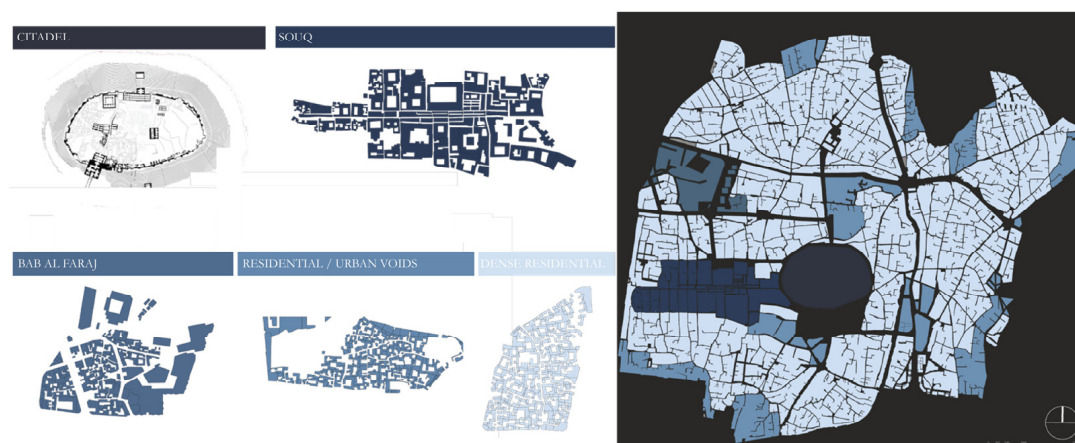 CITADEL
SOUQ
BAB AL FARAJ
RESIDENTIAL / URBAN VOIDS
DENSE RESIDENTIAL